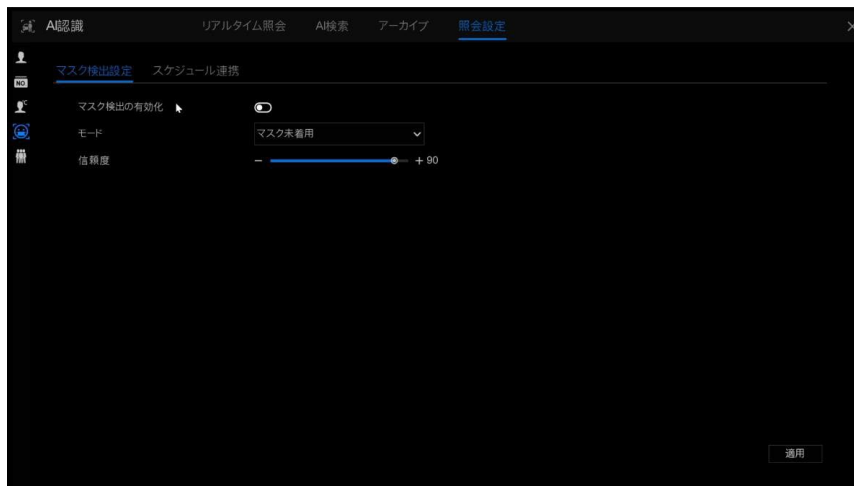 AI認識 リアルタイム照会 AI検索 アーカイブ 照会設定
マスク検出設定 スケジュール連携
NO
マスク検出の有効化
℃
モード マスク未着用
信頼度 90
適用